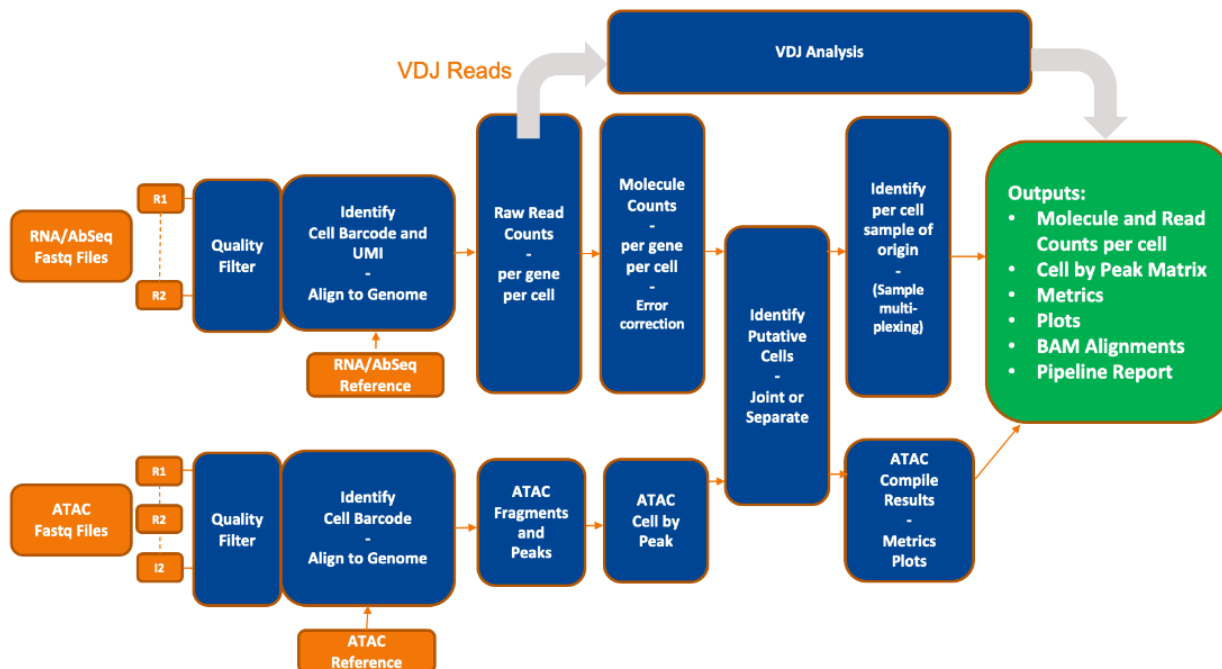 VDJ Analysis
VDJ Reads
RNA/AbSeq
Fastq Files
R1
R2
Quality
Filter
Identify
Cell Barcode and
UMI
-
Align to Genome
RNA/AbSeq
Reference
Raw Read
Counts
-
per gene
per cell
Molecule
Counts
-
per gene
per cell
-
Error
correction
Identify
Putative
Cells
-
Joint or
Separate
Identify
per cell
sample of
origin
-
(Sample
multi-
plexing)
Outputs:
• Molecule and Read
Counts per cell
• Cell by Peak Matrix
• Metrics
• Plots
• BAM Alignments
• Pipeline Report
ATAC
Fastq Files
R1
R2
I2
Quality
Filter
Identify
Cell Barcode
-
Align to Genome
ATAC
Reference
ATAC
Fragments
and
Peaks
ATAC
Cell by
Peak
ATAC
Compile
Results
-
Metrics
Plots